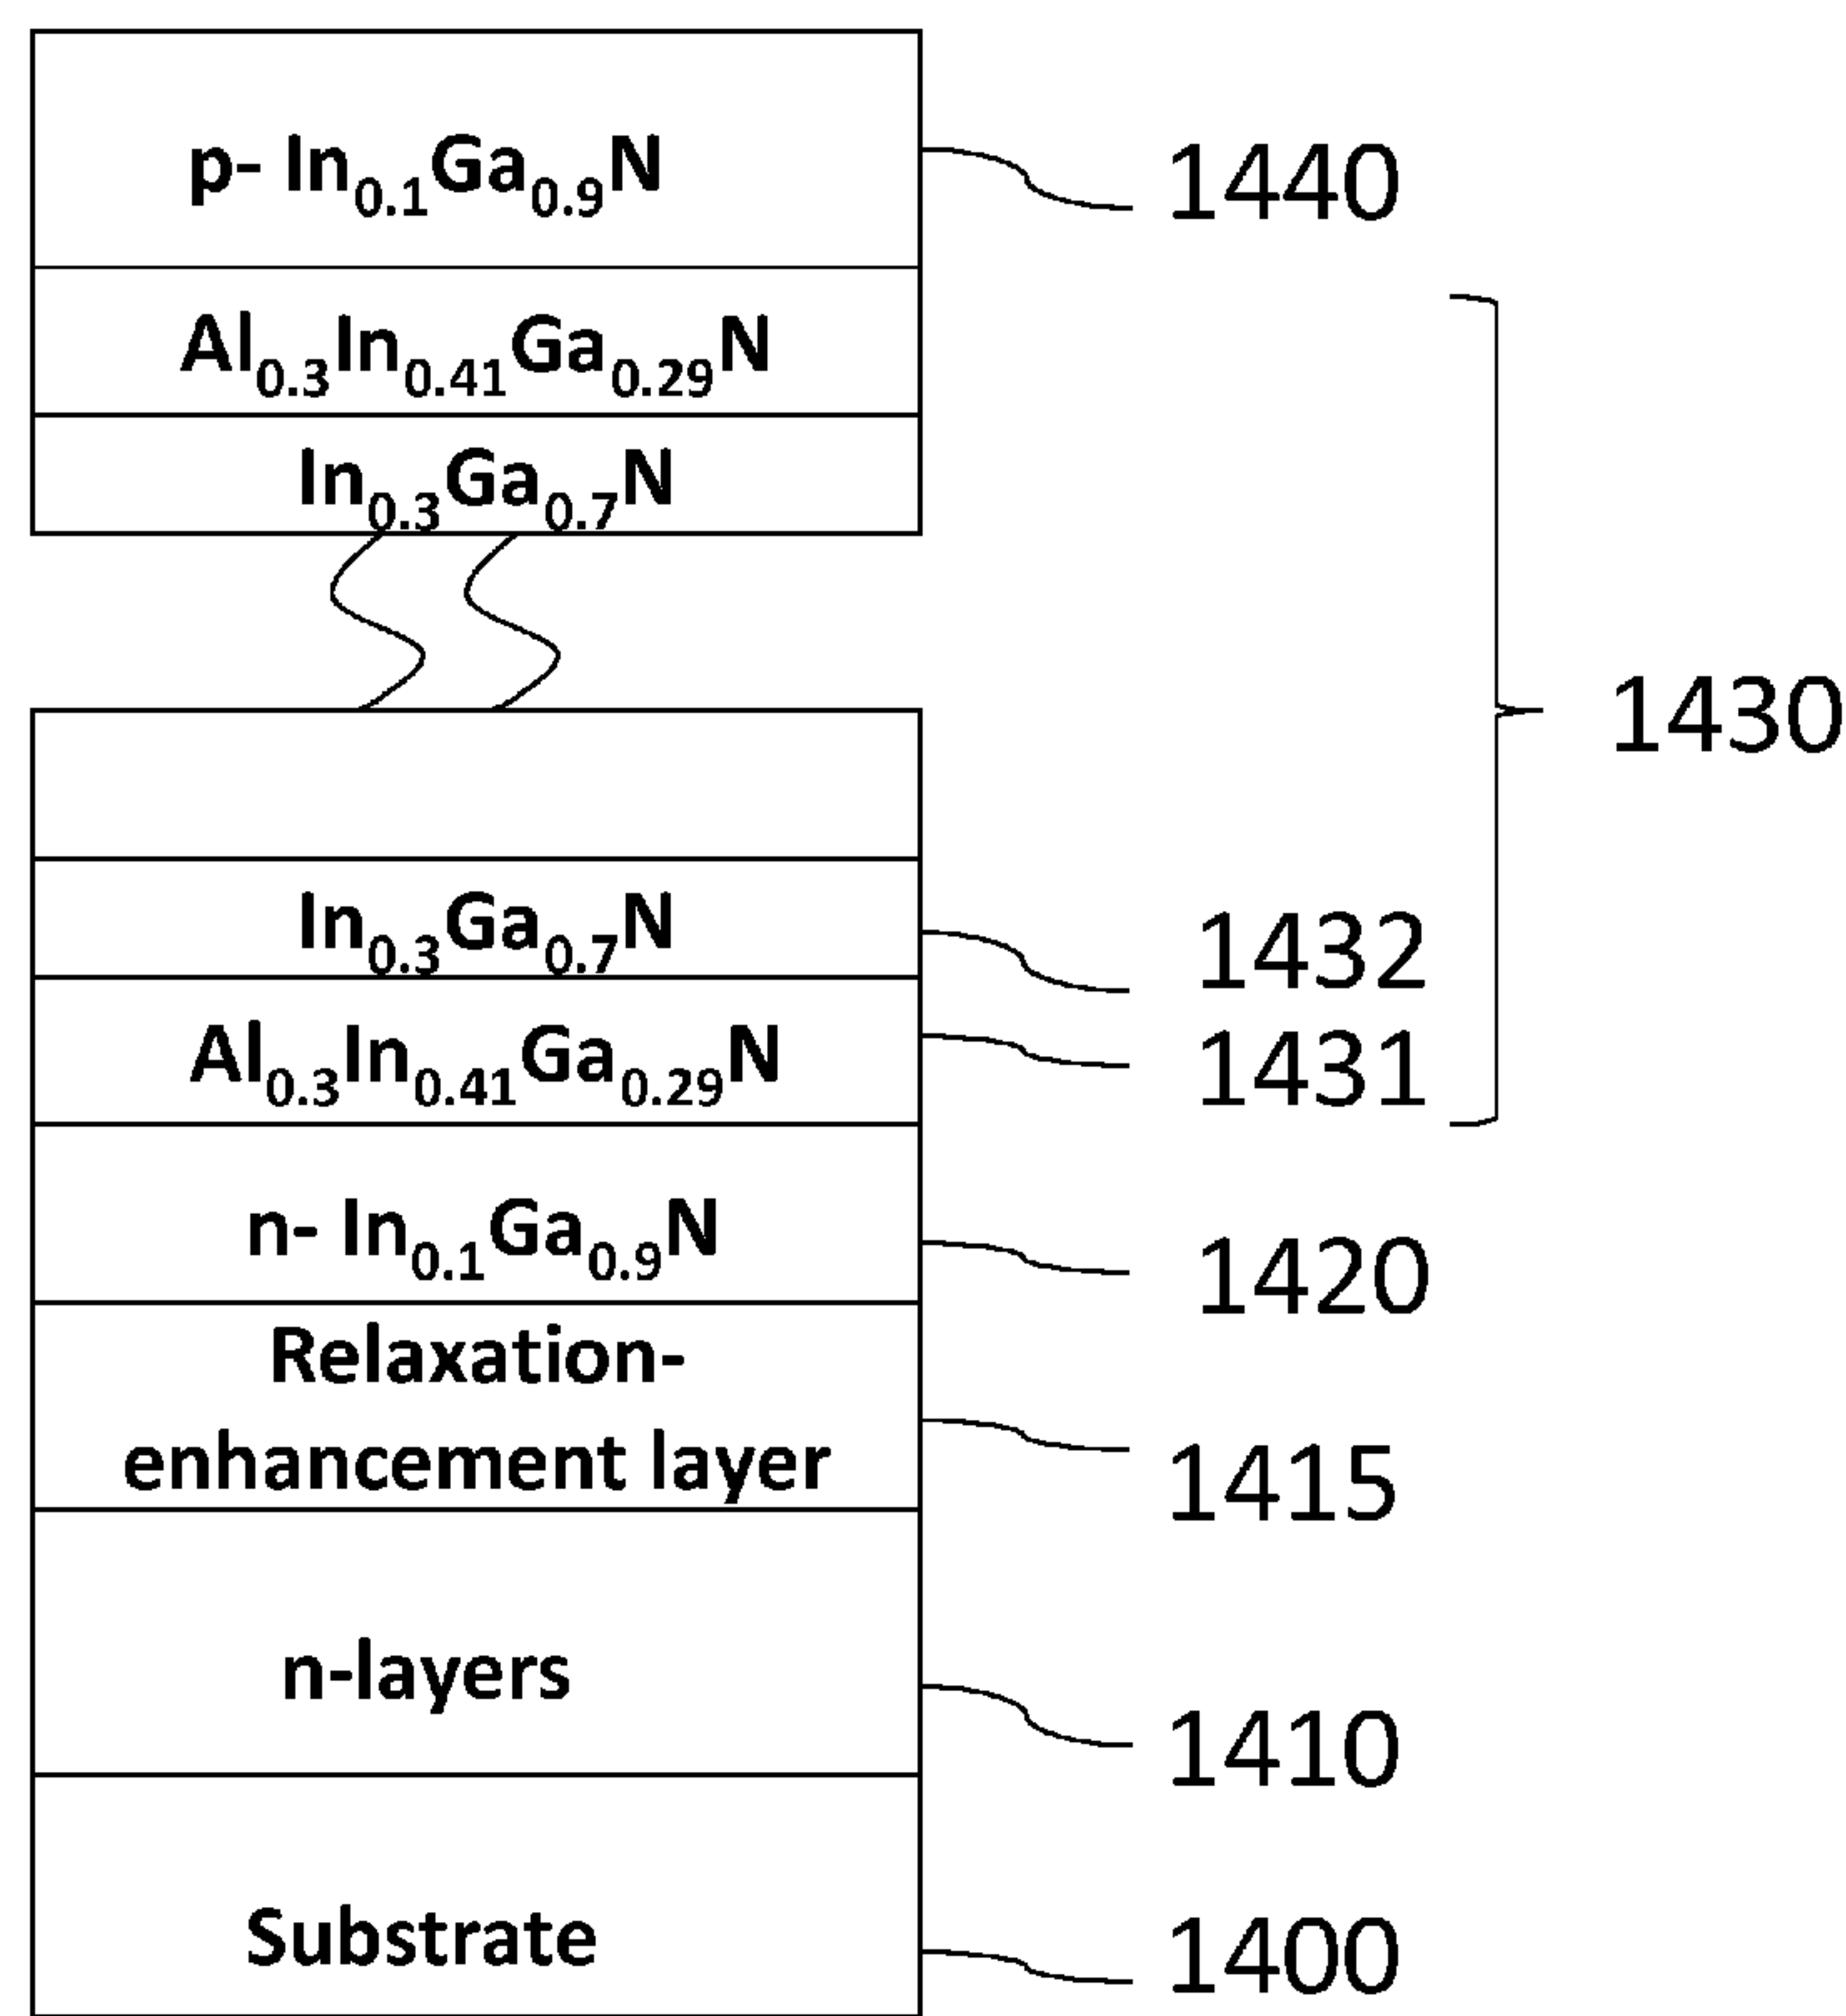 p- In0.1Ga0.9N
1440
Al0.3In0.41Ga0.29N
In0.3Ga0.7N
1430
In0.3Ga0.7N
1432
Al0.3In0.41Ga0.29N
1431
n- In0.1Ga0.9N
1420
Relaxation-
enhancement layer
1415
n-layers
1410
Substrate
1400